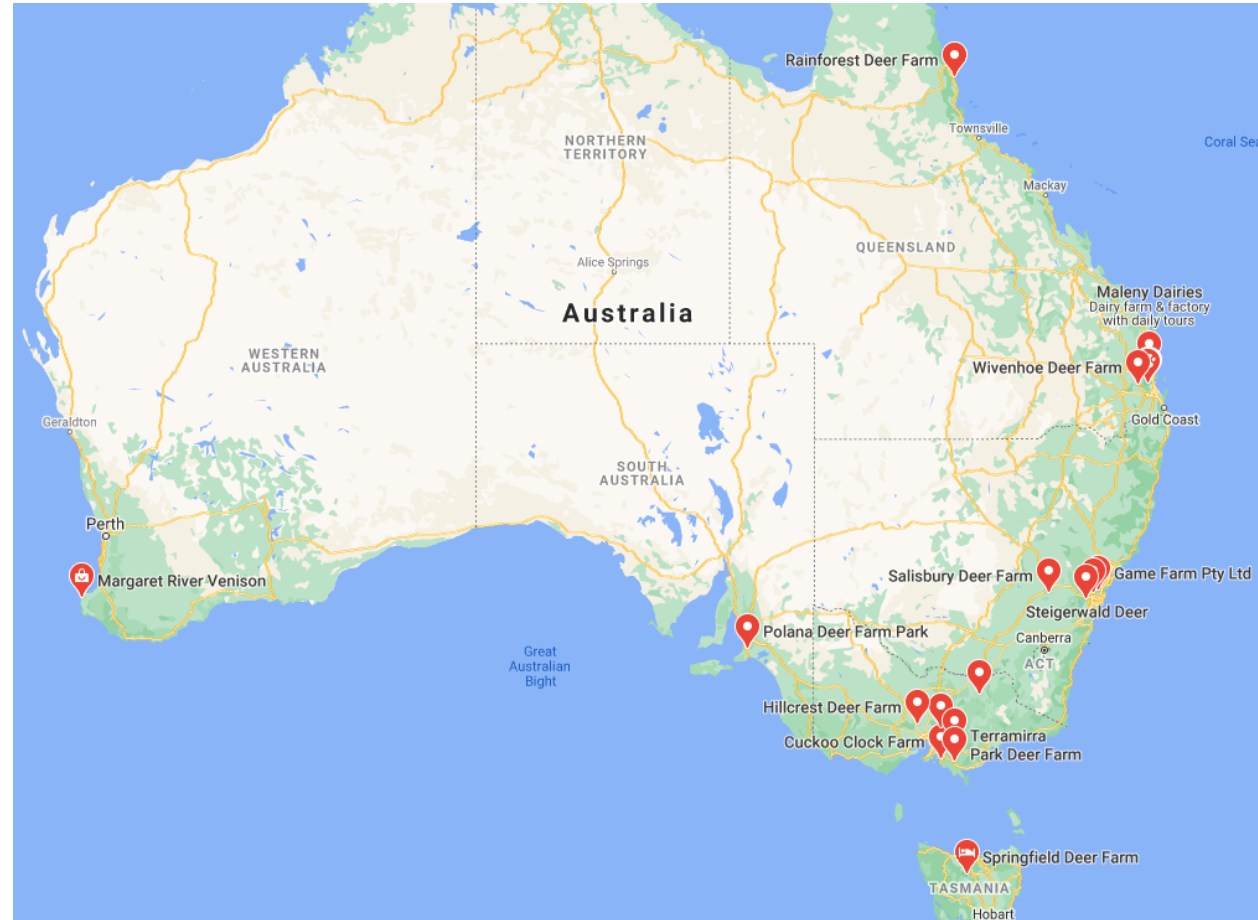 Rainforest Deer Farm
Townsville
NORTHERN
TERRITORY
Coral Sea
Mackay
QUEENSLAND
Alice Springs
Maleny Dairies
Dairy farm & factory
with daily tours
Australia
WESTERN
AUSTRALIA
Wivenhoe Deer Farm
Geraldton
Gold Coast
SOUTH
AUSTRALIA
Perth
Margaret River Venison
Salisbury Deer Farm
Game Farm Pty Ltd
Steigerwald Deer
Polana Deer Farm Park
Canberra
ACT
Great
Australian
Bight
Hillcrest Deer Farm
Cuckoo Clock Farm
Terramirra
Park Deer Farm
Springfield Deer Farm
TASMANIA
Hobart